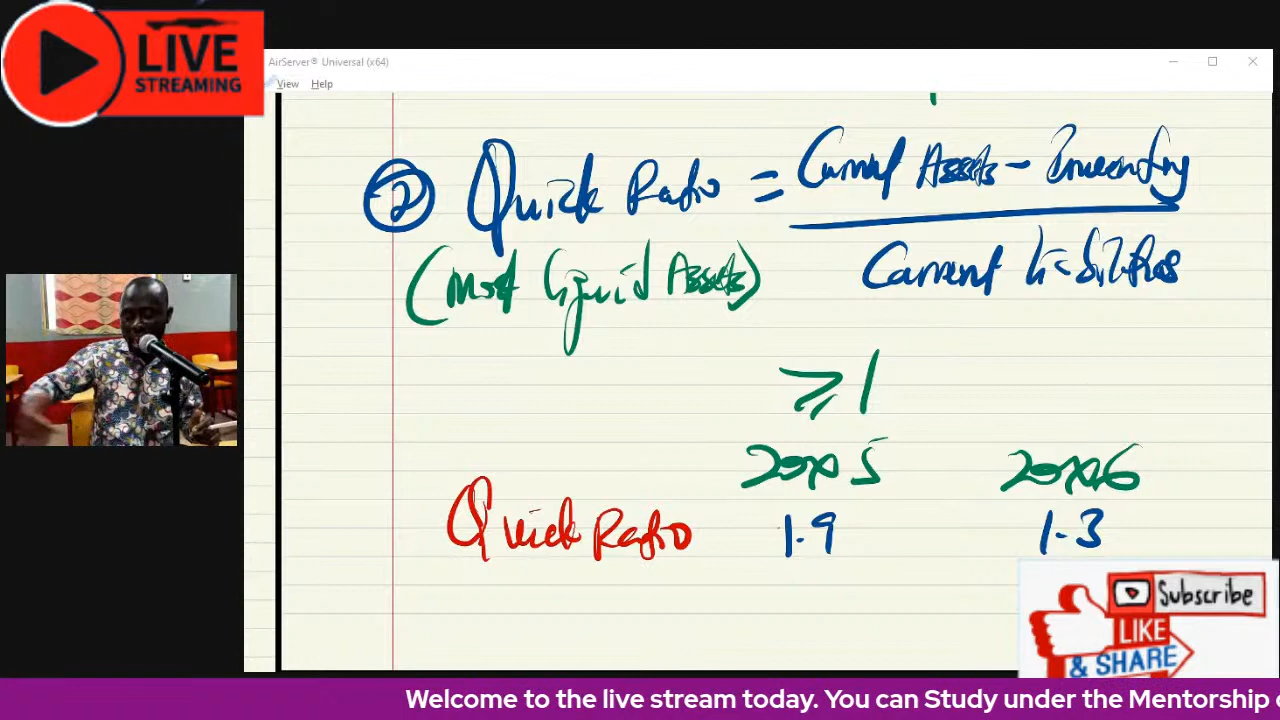 LIVE
STREAMING
AirServer® Universal (x64)
View Help
② Quick Ratio = Current Assets - Inventory
Current Liabilities
(Most liquid Assets)
≥ 1
20x5 20x6
Quick Ratio 1.9 1.3
Subscribe
LIKE
& SHARE
Welcome to the live stream today. You can Study under the Mentorship